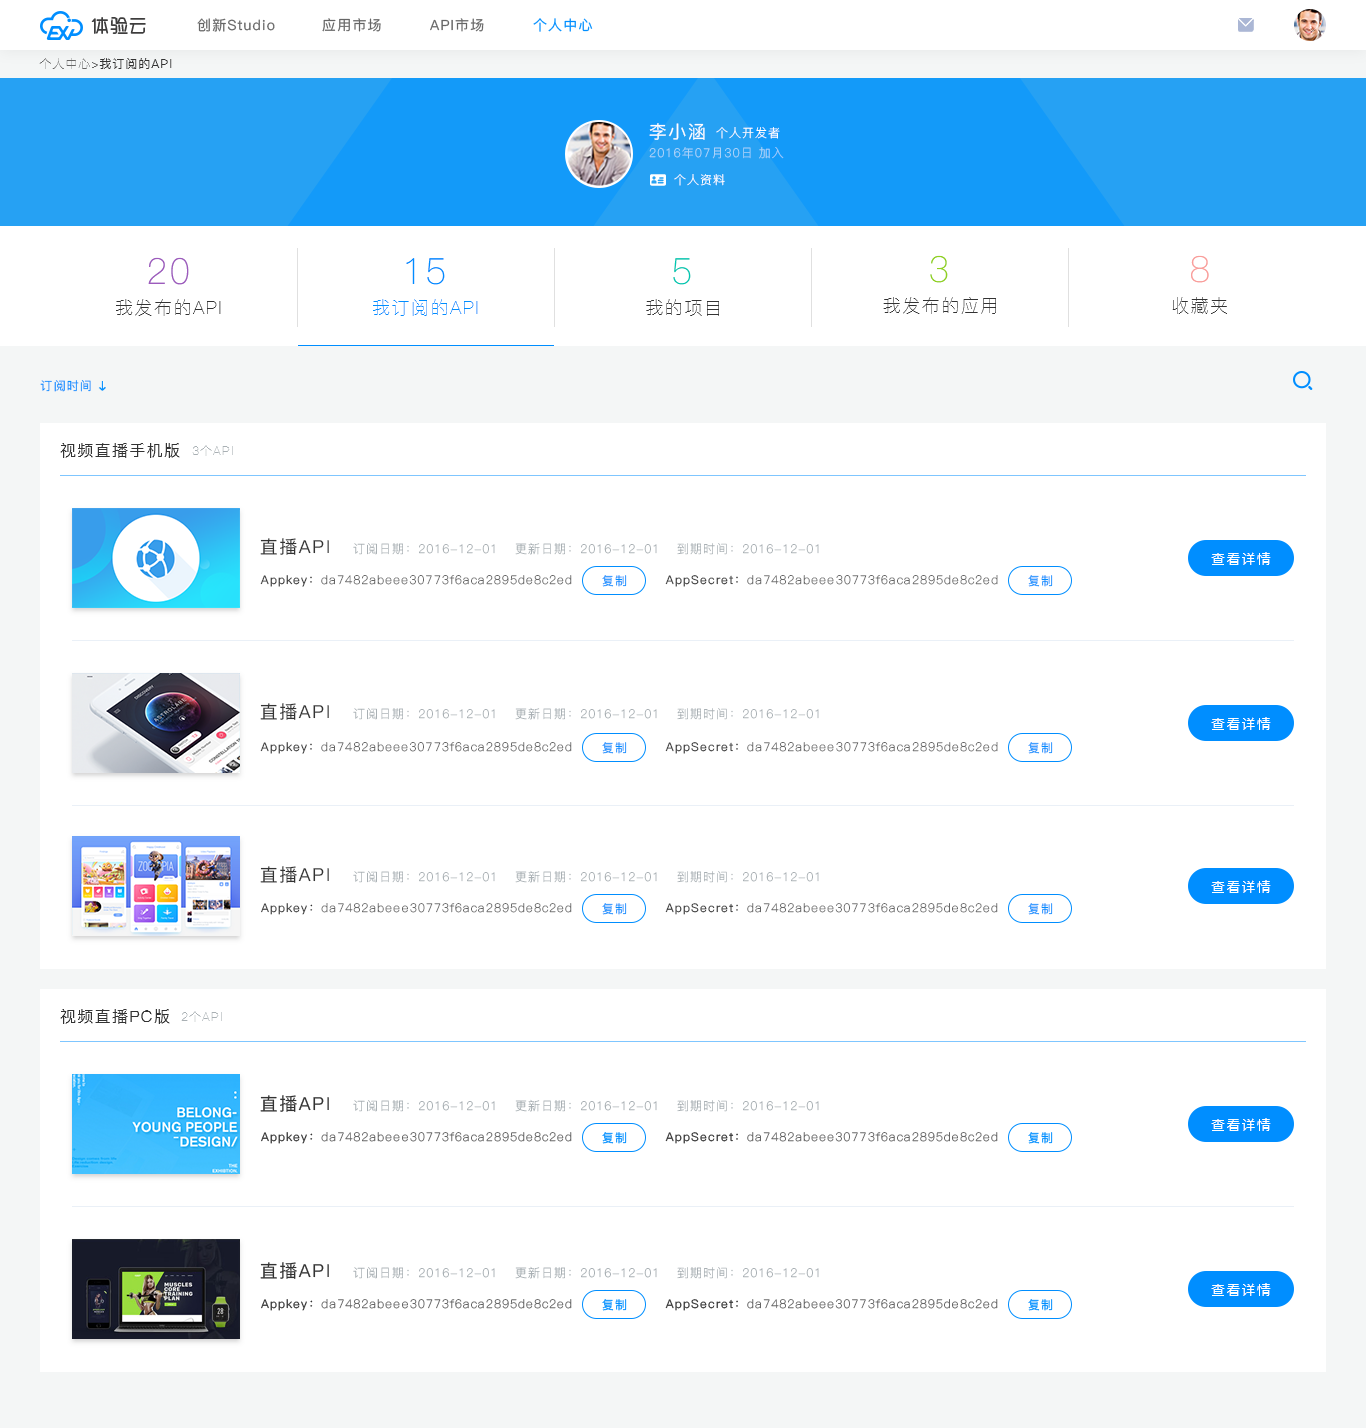 EXP 体验云 创新Studio 应用市场 API市场 个人中心
个人中心>我订阅的API
李小涵 个人开发者
2016年07月30日 加入
个人资料
20 15 5 3 8
我发布的API 我订阅的API 我的项目 我发布的应用 收藏夹
订阅时间 ↓
视频直播手机版 3个API
直播API 订阅日期：2016-12-01 更新日期：2016-12-01 到期时间：2016-12-01
查看详情
Appkey：da7482abeee30773f6aca2895de8c2ed 复制 AppSecret：da7482abeee30773f6aca2895de8c2ed 复制
DISCOVERY
直播API 订阅日期：2016-12-01 更新日期：2016-12-01 到期时间：2016-12-01
查看详情
Appkey：da7482abeee30773f6aca2895de8c2ed 复制 AppSecret：da7482abeee30773f6aca2895de8c2ed 复制
直播API 订阅日期：2016-12-01 更新日期：2016-12-01 到期时间：2016-12-01
查看详情
Appkey：da7482abeee30773f6aca2895de8c2ed 复制 AppSecret：da7482abeee30773f6aca2895de8c2ed 复制
视频直播PC版 2个API
BELONG-
YOUNG PEOPLE
DESIGN/
THE
EXHIBITION
直播API 订阅日期：2016-12-01 更新日期：2016-12-01 到期时间：2016-12-01
查看详情
Appkey：da7482abeee30773f6aca2895de8c2ed 复制 AppSecret：da7482abeee30773f6aca2895de8c2ed 复制
MUSCLES
CORE
TRAINING
PLAN
28
直播API 订阅日期：2016-12-01 更新日期：2016-12-01 到期时间：2016-12-01
查看详情
Appkey：da7482abeee30773f6aca2895de8c2ed 复制 AppSecret：da7482abeee30773f6aca2895de8c2ed 复制